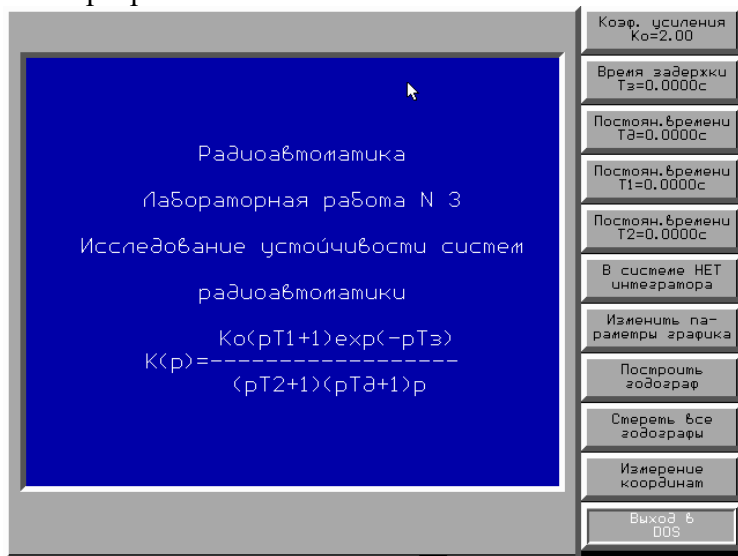 Радиоавтоматика
Лабораторная работа N 3
Исследование устойчивости систем
радиоавтоматики
Ko(pT1+1)exp(-pTз)
K(p)=------------------
(pT2+1)(pTд+1)p
Коэф. усиления
Ko=2.00
Время задержки
Tз=0.0000с
Постоян.времени
Tд=0.0000с
Постоян.времени
T1=0.0000с
Постоян.времени
T2=0.0000с
В системе НЕТ
интегратора
Изменить па-
раметры графика
Построить
годограф
Стереть все
годографы
Измерение
координат
Выход в
DOS